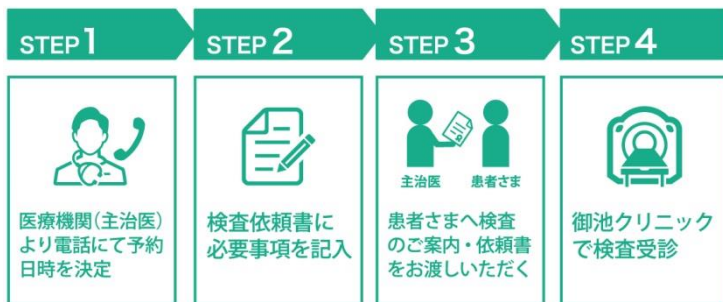 STEP 1
STEP 2
STEP 3
STEP 4
医療機関(主治医)
より電話にて予約
日時を決定
検査依頼書に
必要事項を記入
主治医
患者さま
患者さまへ検査
のご案内・依頼書
をお渡しいただく
御池クリニック
で検査受診